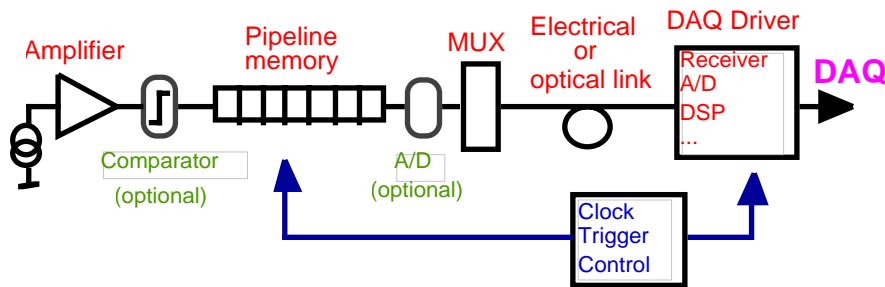 Amplifier
Pipeline
memory
MUX
Electrical
or
optical link
DAQ Driver
Receiver
A/D
DSP
...
DAQ
Comparator
(optional)
A/D
(optional)
Clock
Trigger
Control